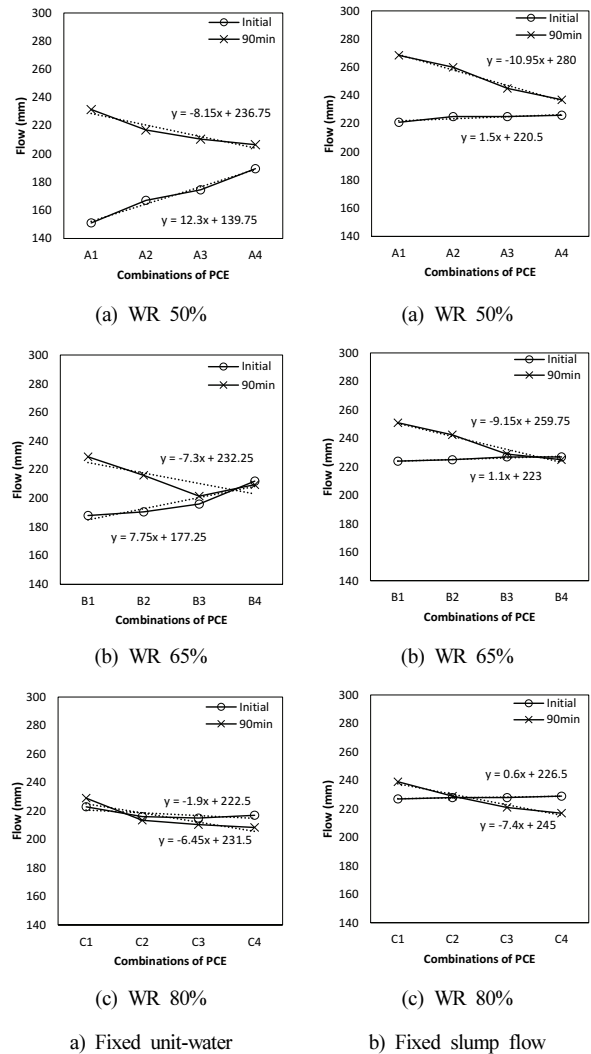 300
280
260
240
220
200
180
160
140
Flow (mm)
Initial
90min
y = -8.15x + 236.75
y = 12.3x + 139.75
A1 A2 A3 A4
Combinations of PCE
(a) WR 50%
300
280
260
240
220
200
180
160
140
Flow (mm)
Initial
90min
y = -10.95x + 280
y = 1.5x + 220.5
A1 A2 A3 A4
Combinations of PCE
(a) WR 50%
300
280
260
240
220
200
180
160
140
Flow (mm)
Initial
90min
y = -7.3x + 232.25
y = 7.75x + 177.25
B1 B2 B3 B4
Combinations of PCE
(b) WR 65%
300
280
260
240
220
200
180
160
140
Flow (mm)
Initial
90min
y = -9.15x + 259.75
y = 1.1x + 223
B1 B2 B3 B4
Combinations of PCE
(b) WR 65%
300
280
260
240
220
200
180
160
140
Flow (mm)
Initial
90min
y = -1.9x + 222.5
y = -6.45x + 231.5
C1 C2 C3 C4
Combinations of PCE
(c) WR 80%
300
280
260
240
220
200
180
160
140
Flow (mm)
Initial
90min
y = 0.6x + 226.5
y = -7.4x + 245
C1 C2 C3 C4
Combinations of PCE
(c) WR 80%
a) Fixed unit-water
b) Fixed slump flow